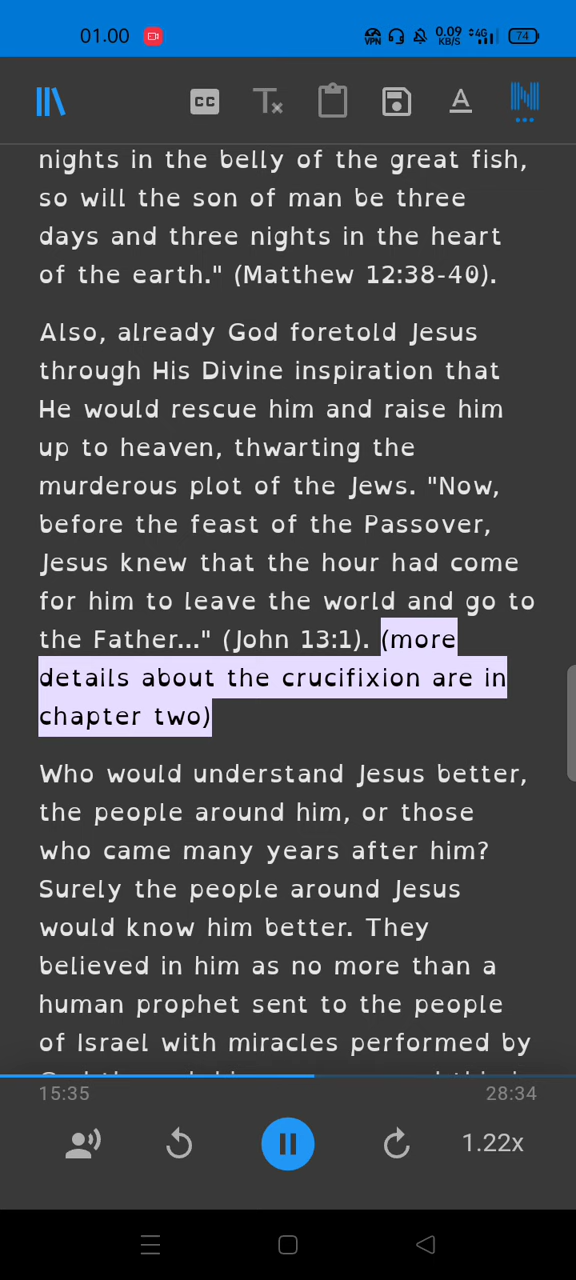 01.00
VPN
0.09
KB/S
4G
74
CC
nights in the belly of the great fish,
so will the son of man be three
days and three nights in the heart
of the earth." (Matthew 12:38-40).
Also, already God foretold Jesus
through His Divine inspiration that
He would rescue him and raise him
up to heaven, thwarting the
murderous plot of the Jews. "Now,
before the feast of the Passover,
Jesus knew that the hour had come
for him to leave the world and go to
the Father..." (John 13:1). (more
details about the crucifixion are in
chapter two)
Who would understand Jesus better,
the people around him, or those
who came many years after him?
Surely the people around Jesus
would know him better. They
believed in him as no more than a
human prophet sent to the people
of Israel with miracles performed by
15:35
28:34
1.22x